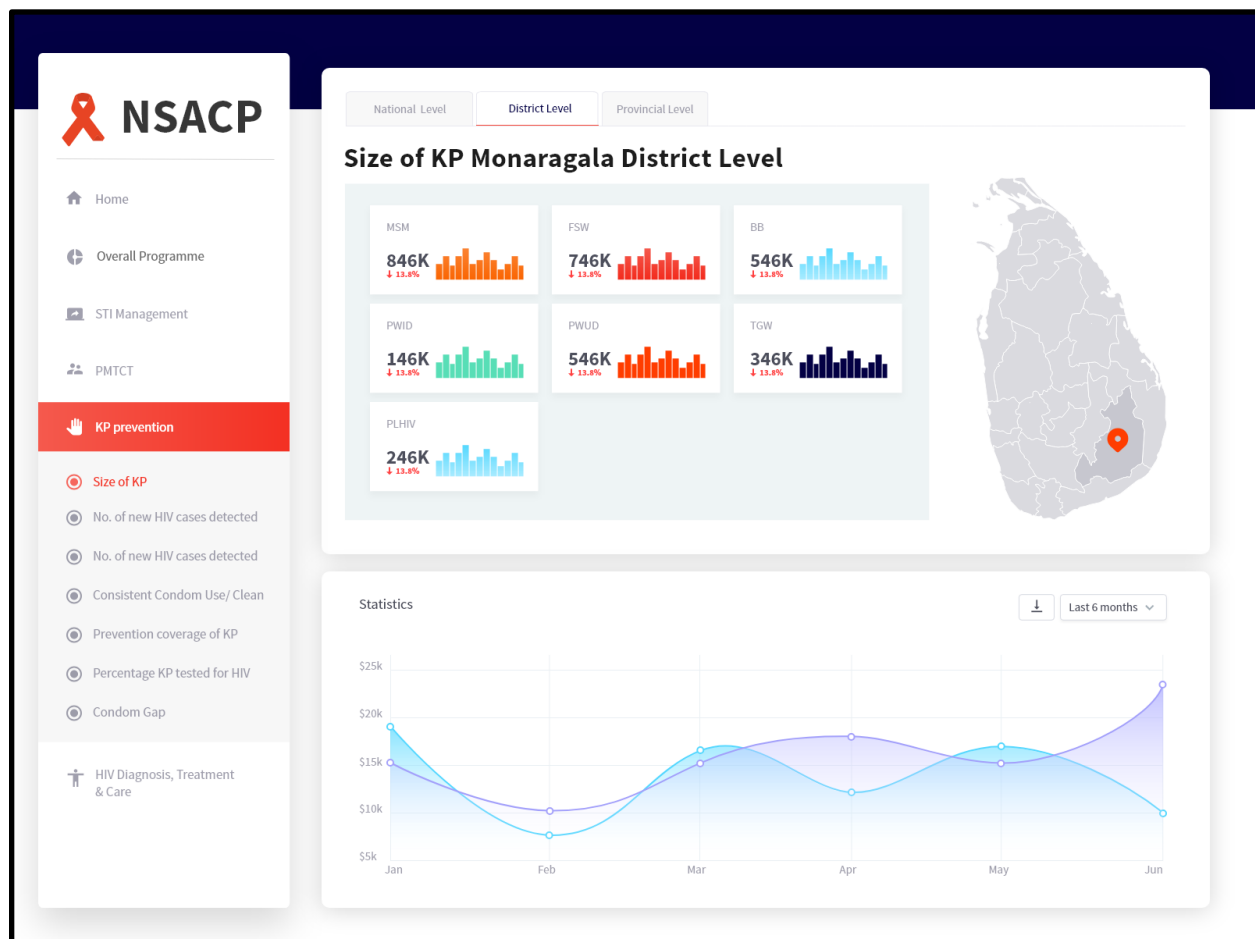 NSACP
Home
Overall Programme
STI Management
PMTCT
KP prevention
Size of KP
No. of new HIV cases detected
No. of new HIV cases detected
Consistent Condom Use/ Clean
Prevention coverage of KP
Percentage KP tested for HIV
Condom Gap
HIV Diagnosis, Treatment
& Care
National Level
District Level
Provincial Level
Size of KP Monaragala District Level
MSM
846K
↓ 13.8%
FSW
746K
↓ 13.8%
BB
546K
↓ 13.8%
PWID
146K
↓ 13.8%
PWUD
546K
↓ 13.8%
TGW
346K
↓ 13.8%
PLHIV
246K
↓ 13.8%
Statistics
Last 6 months
$25k
$20k
$15k
$10k
$5k
Jan
Feb
Mar
Apr
May
Jun